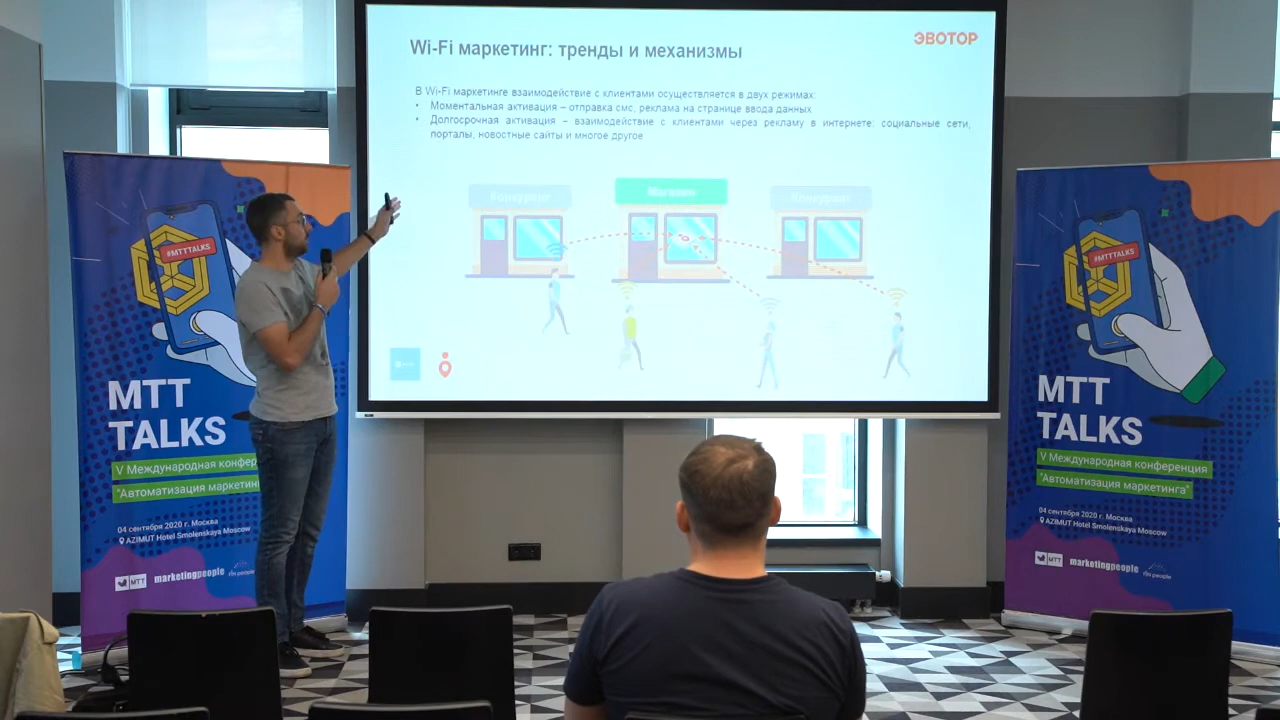 Wi-Fi маркетинг: тренды и механизмы
ЭВОТОР
В Wi-Fi маркетинге взаимодействие с клиентами осуществляется в двух режимах:
• Моментальная активация – отправка смс, реклама на странице ввода данных
• Долгосрочная активация – взаимодействие с клиентами через рекламу в интернете: социальные сети,
порталы, новостные сайты и многое другое
Конкурент
Магазин
Конкурент
#MTTTALKS
MTT
TALKS
V Международная конфер
"Автоматизация маркетин
04 сентября 2020 г. Москва
AZIMUT Hotel Smolenskaya Moscow
MTT
marketingpeople
#MTTTALKS
MTT
TALKS
V Международная конференция
"Автоматизация маркетинга"
04 сентября 2020 г. Москва
AZIMUT Hotel Smolenskaya Moscow
MTT
marketingpeople